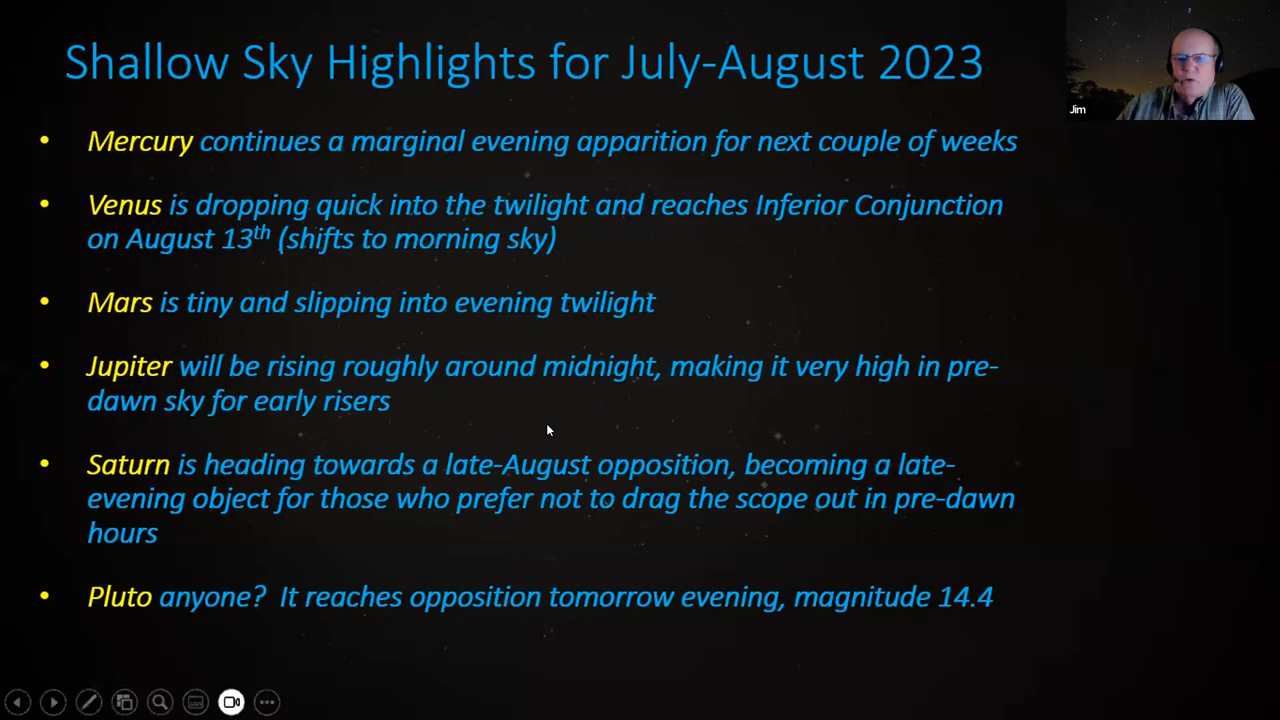 Shallow Sky Highlights for July-August 2023
Jim
• Mercury continues a marginal evening apparition for next couple of weeks
• Venus is dropping quick into the twilight and reaches Inferior Conjunction
on August 13th (shifts to morning sky)
• Mars is tiny and slipping into evening twilight
• Jupiter will be rising roughly around midnight, making it very high in pre-
dawn sky for early risers
• Saturn is heading towards a late-August opposition, becoming a late-
evening object for those who prefer not to drag the scope out in pre-dawn
hours
• Pluto anyone?  It reaches opposition tomorrow evening, magnitude 14.4